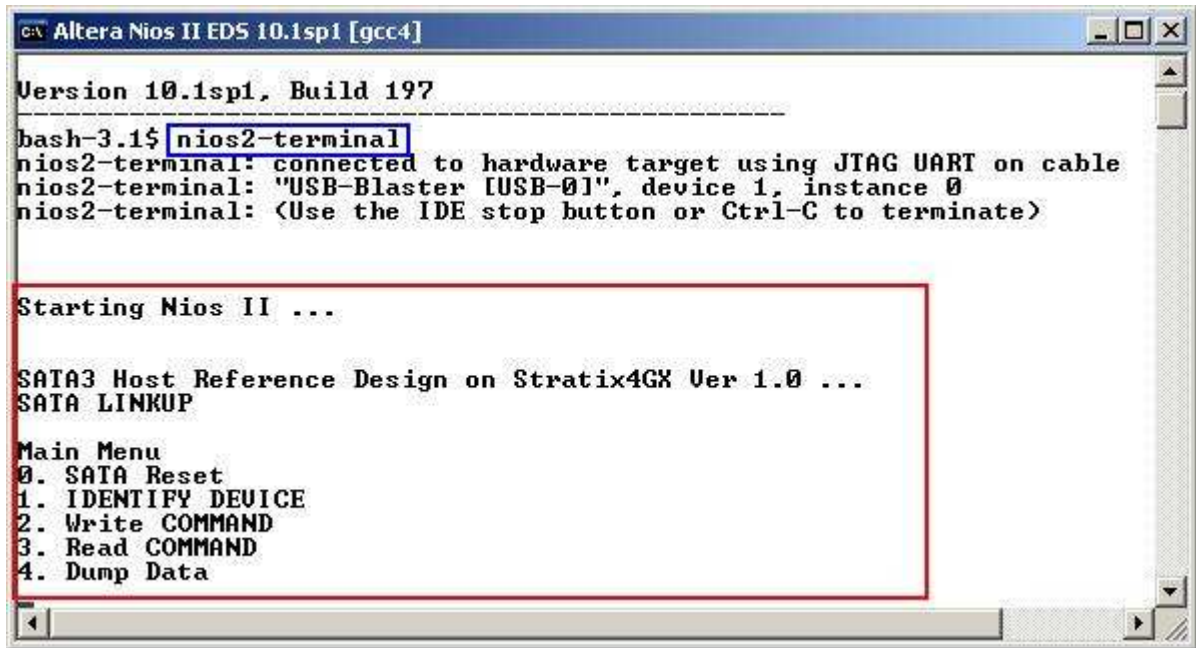 Altera Nios II EDS 10.1sp1 [gcc4]
Version 10.1sp1, Build 197
---------------------------------------------------
bash-3.1$ nios2-terminal
nios2-terminal: connected to hardware target using JTAG UART on cable
nios2-terminal: "USB-Blaster [USB-0]", device 1, instance 0
nios2-terminal: (Use the IDE stop button or Ctrl-C to terminate)
Starting Nios II ...
SATA3 Host Reference Design on Stratix4GX Ver 1.0 ...
SATA LINKUP
Main Menu
0. SATA Reset
1. IDENTIFY DEVICE
2. Write COMMAND
3. Read COMMAND
4. Dump Data